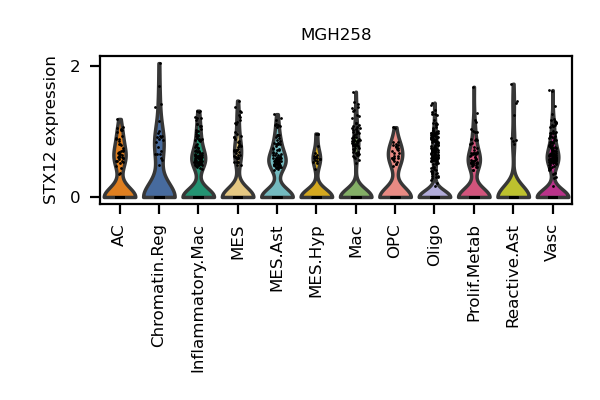 MGH258
STX12 expression
2
0
AC
Chromatin.Reg
Inflammatory.Mac
MES
MES.Ast
MES.Hyp
Mac
OPC
Oligo
Prolif.Metab
Reactive.Ast
Vasc